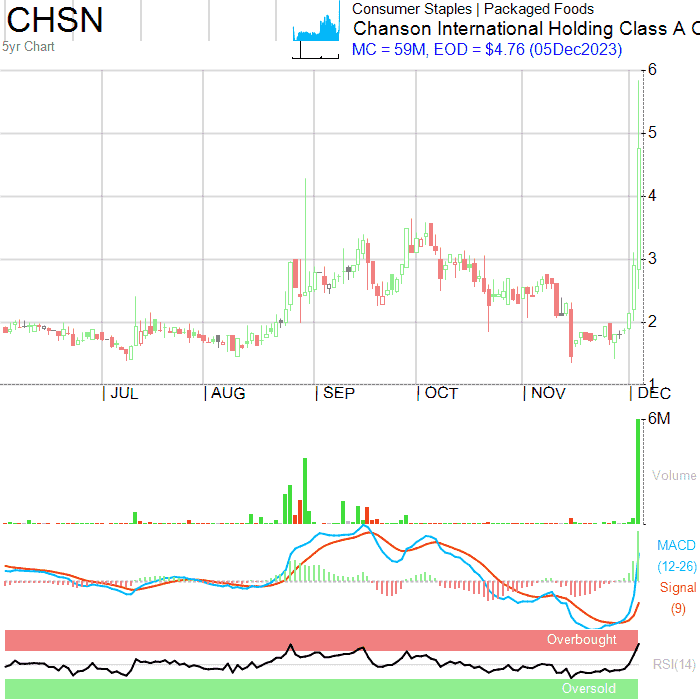 CHSN
5yr Chart
Consumer Staples | Packaged Foods
Chanson International Holding Class A O
MC = 59M, EOD = $4.76 (05Dec2023)
6
5
4
3
2
1
JUL AUG SEP OCT NOV DEC
6M
Volume
MACD
(12-26)
Signal
(9)
Overbought
RSI(14)
Oversold